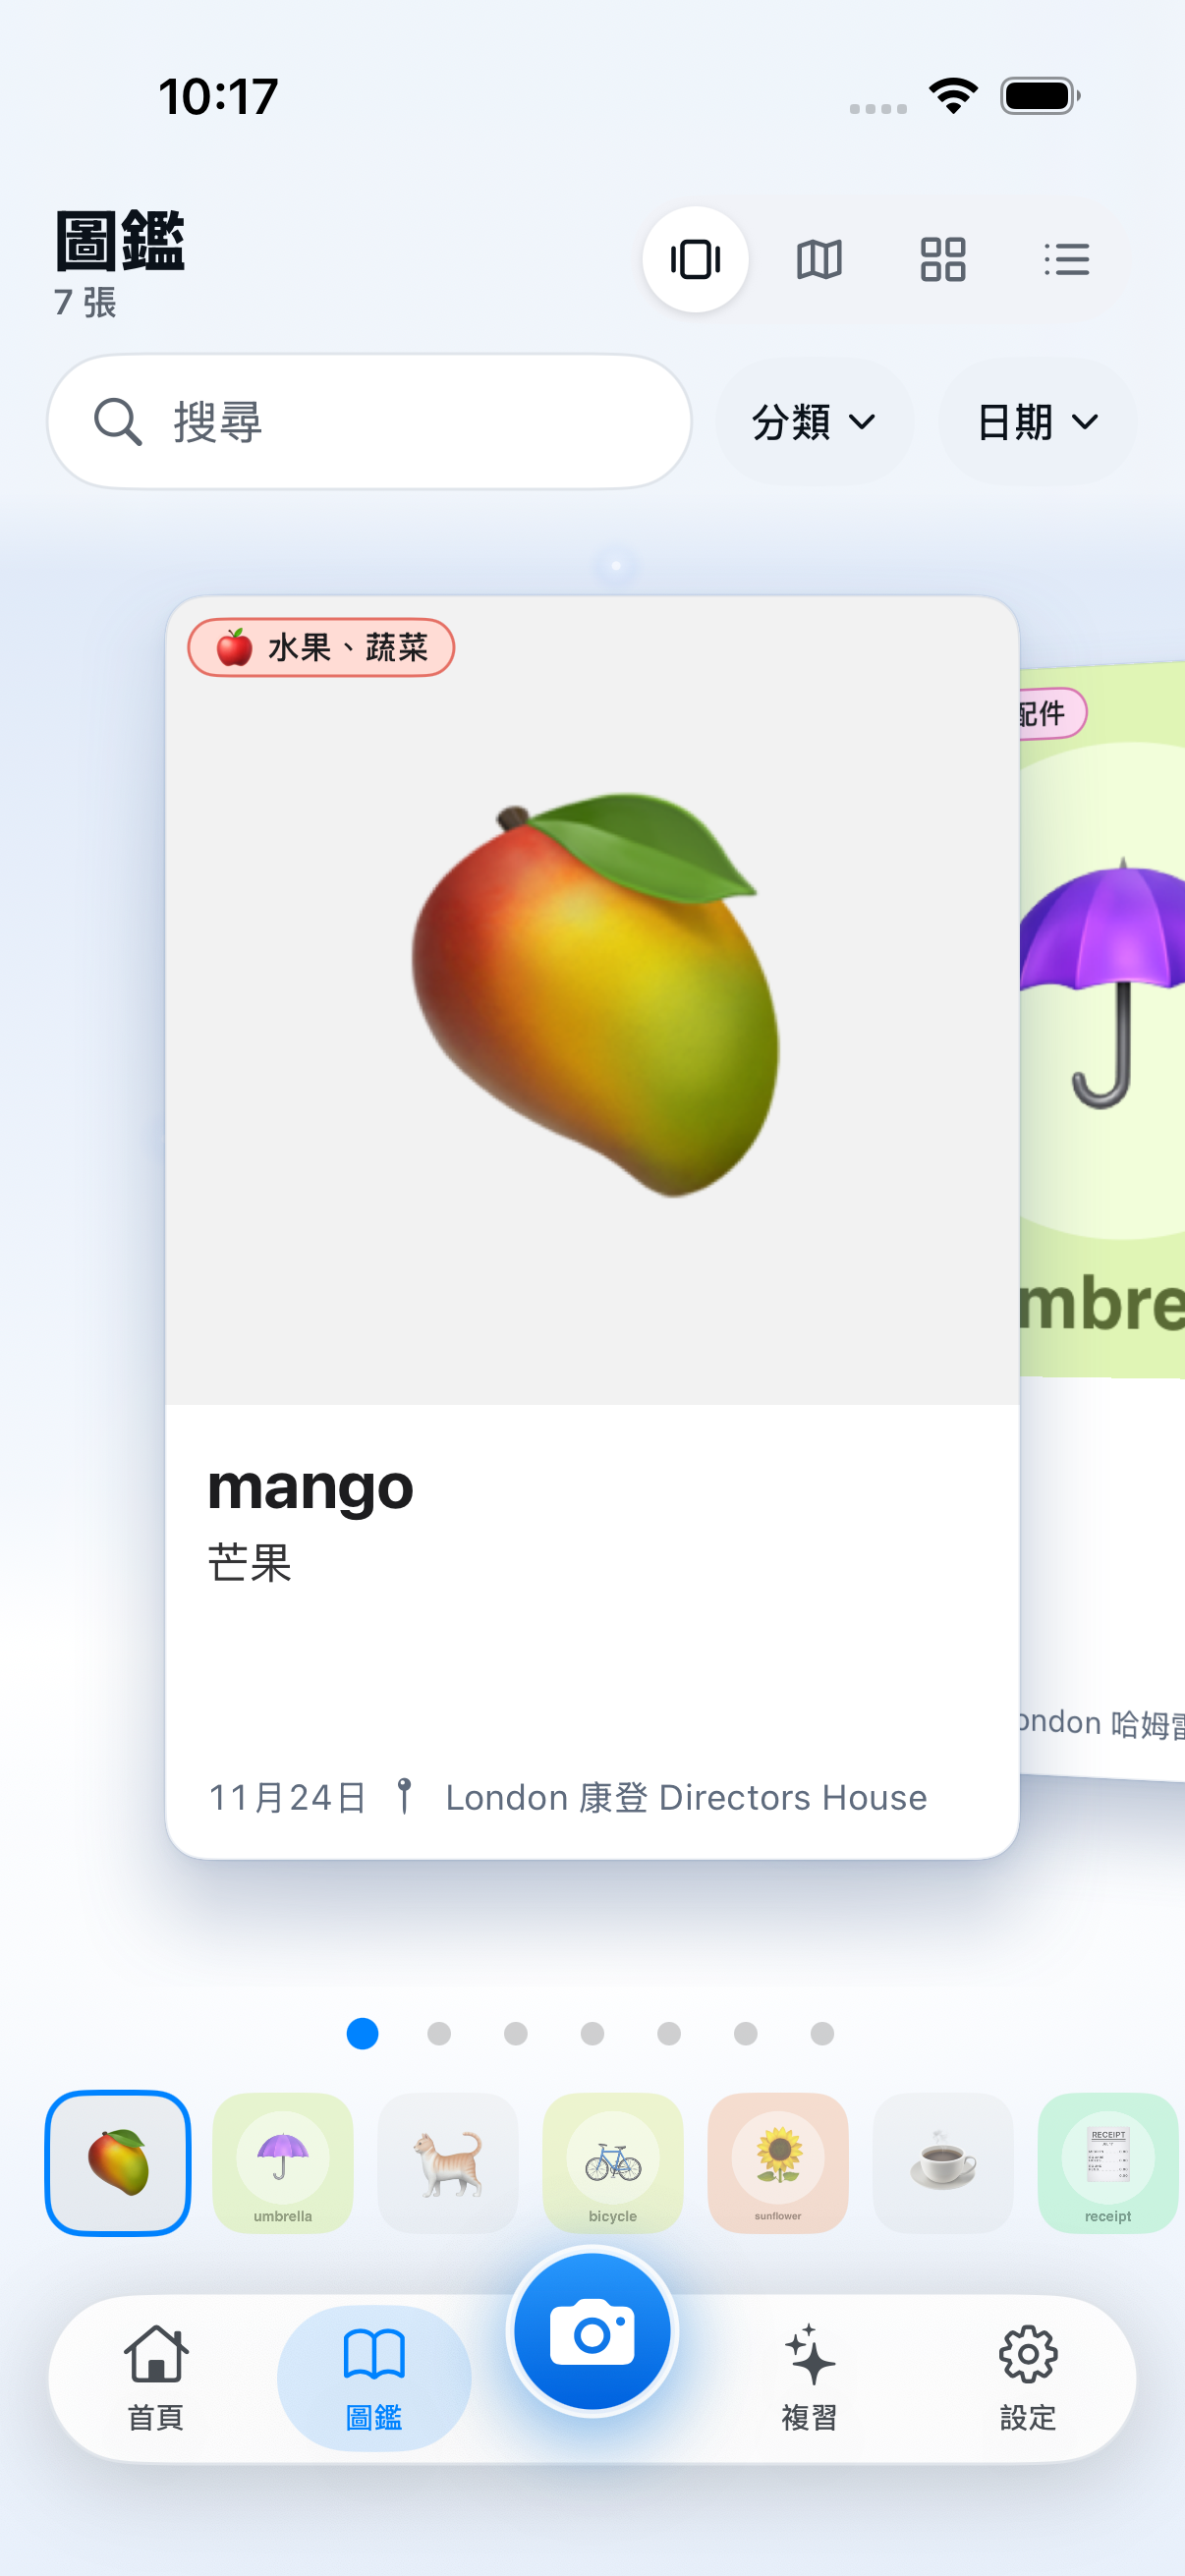 10:17
圖鑑
7 張
搜尋
分類
日期
水果、蔬菜
配件
mbre
mango
芒果
11月24日 London 康登 Directors House
ondon 哈姆雷
umbrella
bicycle
sunflower
RECEIPT
receipt
首頁
圖鑑
複習
設定